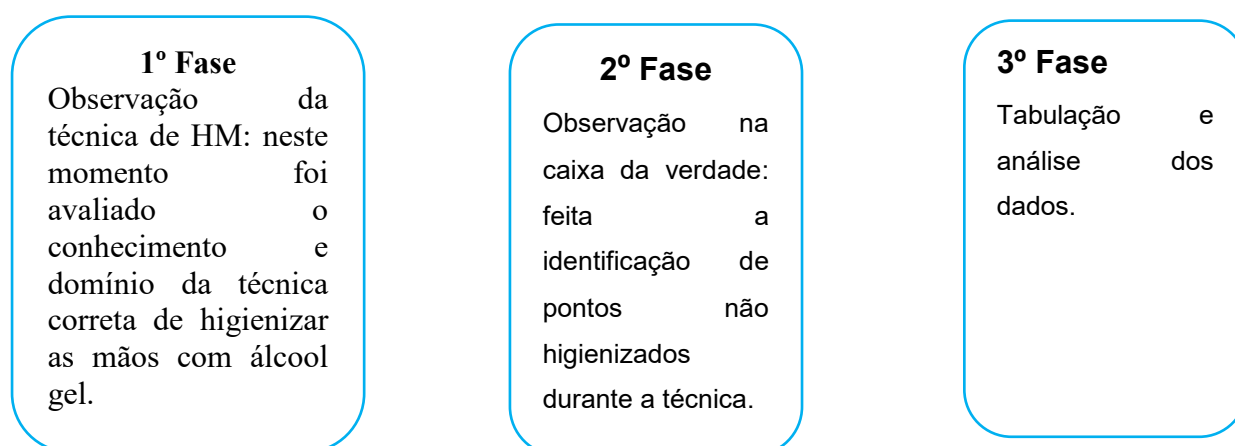 1º Fase
Observação da
técnica de HM: neste
momento foi
avaliado o
conhecimento e
domínio da técnica
correta de higienizar
as mãos com álcool
gel.
2º Fase
Observação na
caixa da verdade:
feita a
identificação de
pontos não
higienizados
durante a técnica.
3º Fase
Tabulação e
análise dos
dados.